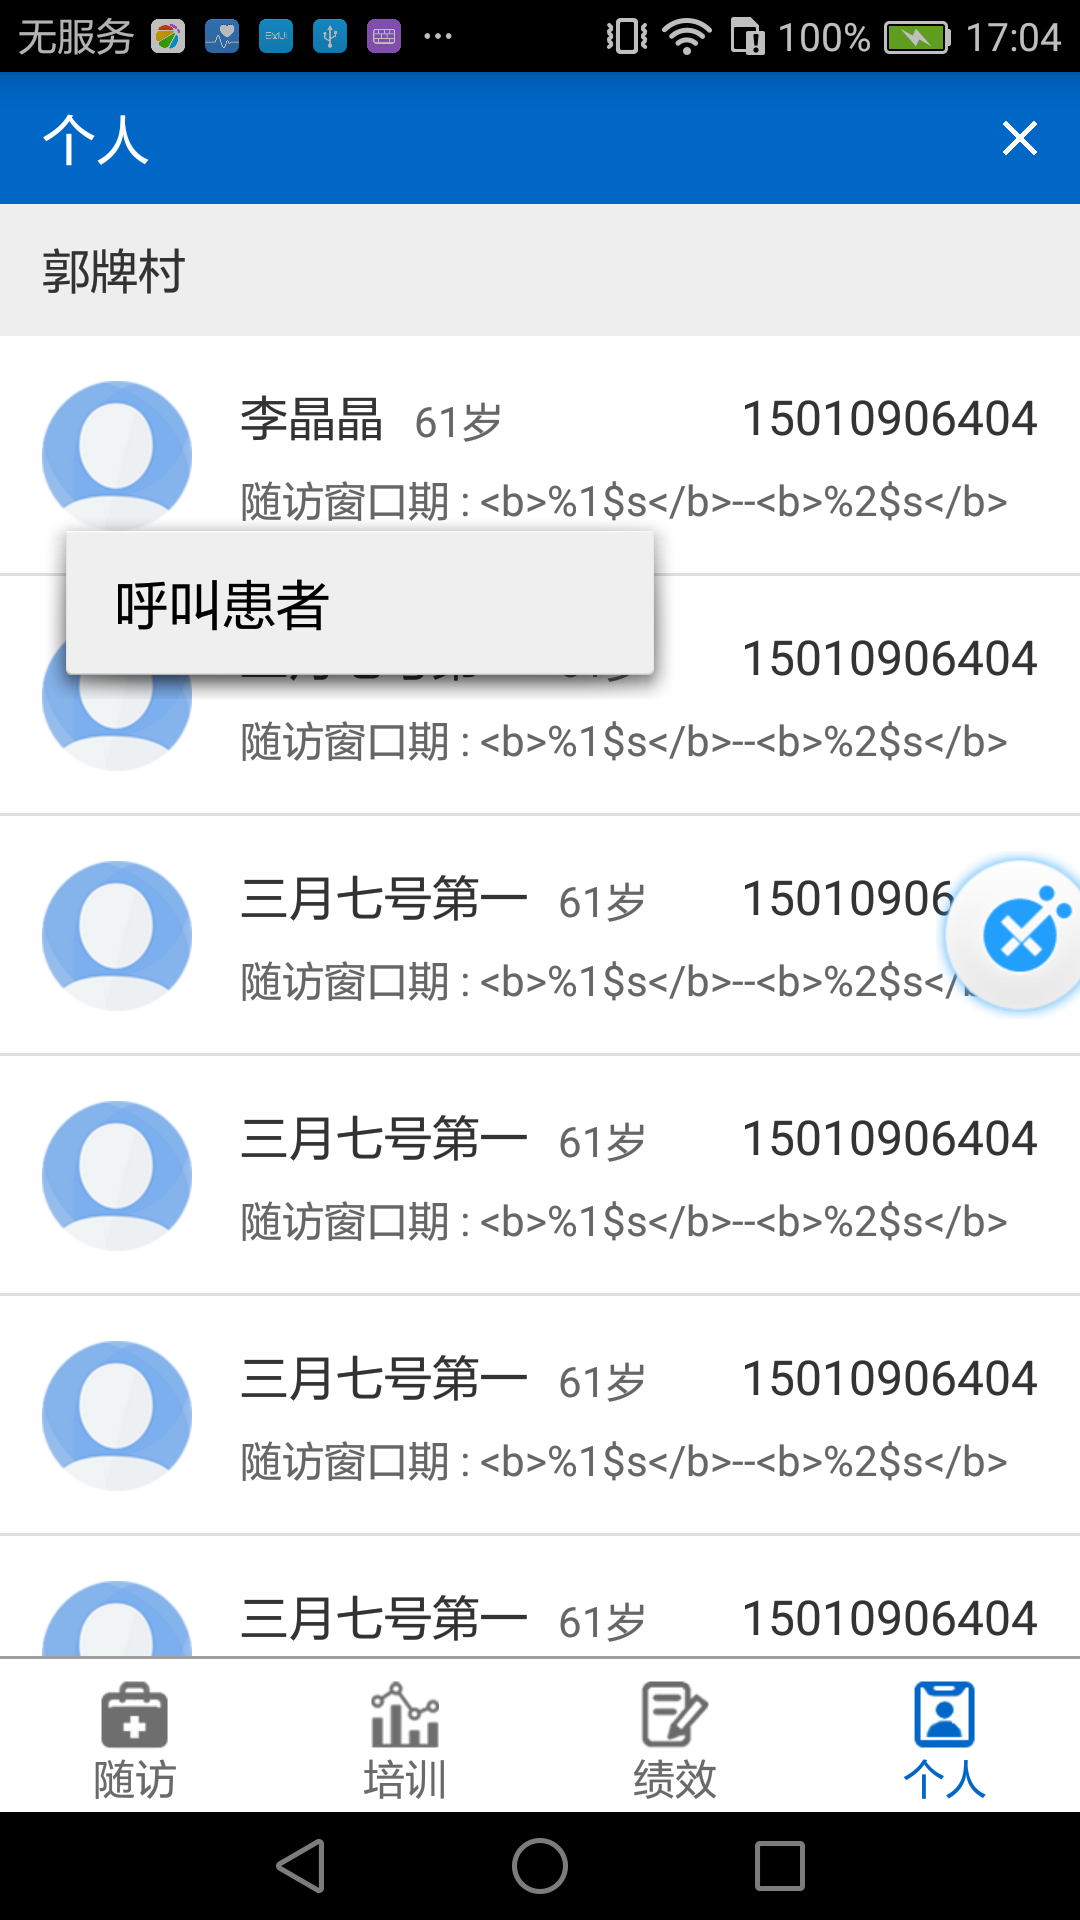 无服务 100% 17:04
个人
郭牌村
李晶晶 61岁 15010906404
随访窗口期 : <b>%1$s</b>--<b>%2$s</b>
呼叫患者
15010906404
随访窗口期 : <b>%1$s</b>--<b>%2$s</b>
三月七号第一 61岁 15010906
随访窗口期 : <b>%1$s</b>--<b>%2$s</b>
三月七号第一 61岁 15010906404
随访窗口期 : <b>%1$s</b>--<b>%2$s</b>
三月七号第一 61岁 15010906404
随访窗口期 : <b>%1$s</b>--<b>%2$s</b>
三月七号第一 61岁 15010906404
随访 培训 绩效 个人